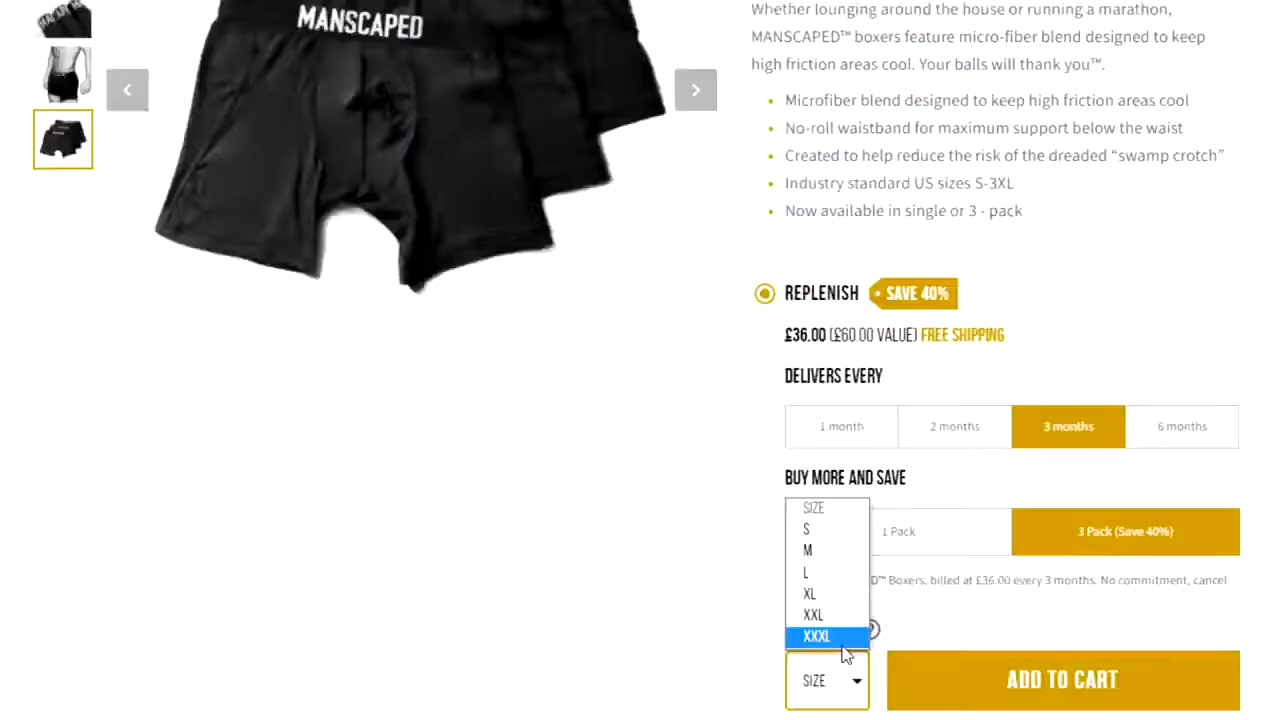 MANSCAPED
Whether lounging around the house or running a marathon,
MANSCAPED™ boxers feature micro-fiber blend designed to keep
high friction areas cool. Your balls will thank you™.
• Microfiber blend designed to keep high friction areas cool
• No-roll waistband for maximum support below the waist
• Created to help reduce the risk of the dreaded “swamp crotch”
• Industry standard US sizes S-3XL
• Now available in single or 3 - pack
REPLENISH SAVE 40%
£36.00 (£60.00 VALUE) FREE SHIPPING
DELIVERS EVERY
1 month 2 months 3 months 6 months
BUY MORE AND SAVE
1 Pack 3 Pack (Save 40%)
™ Boxers, billed at £36.00 every 3 months. No commitment, cancel
SIZE
S
M
L
XL
XXL
XXXL
SIZE
ADD TO CART